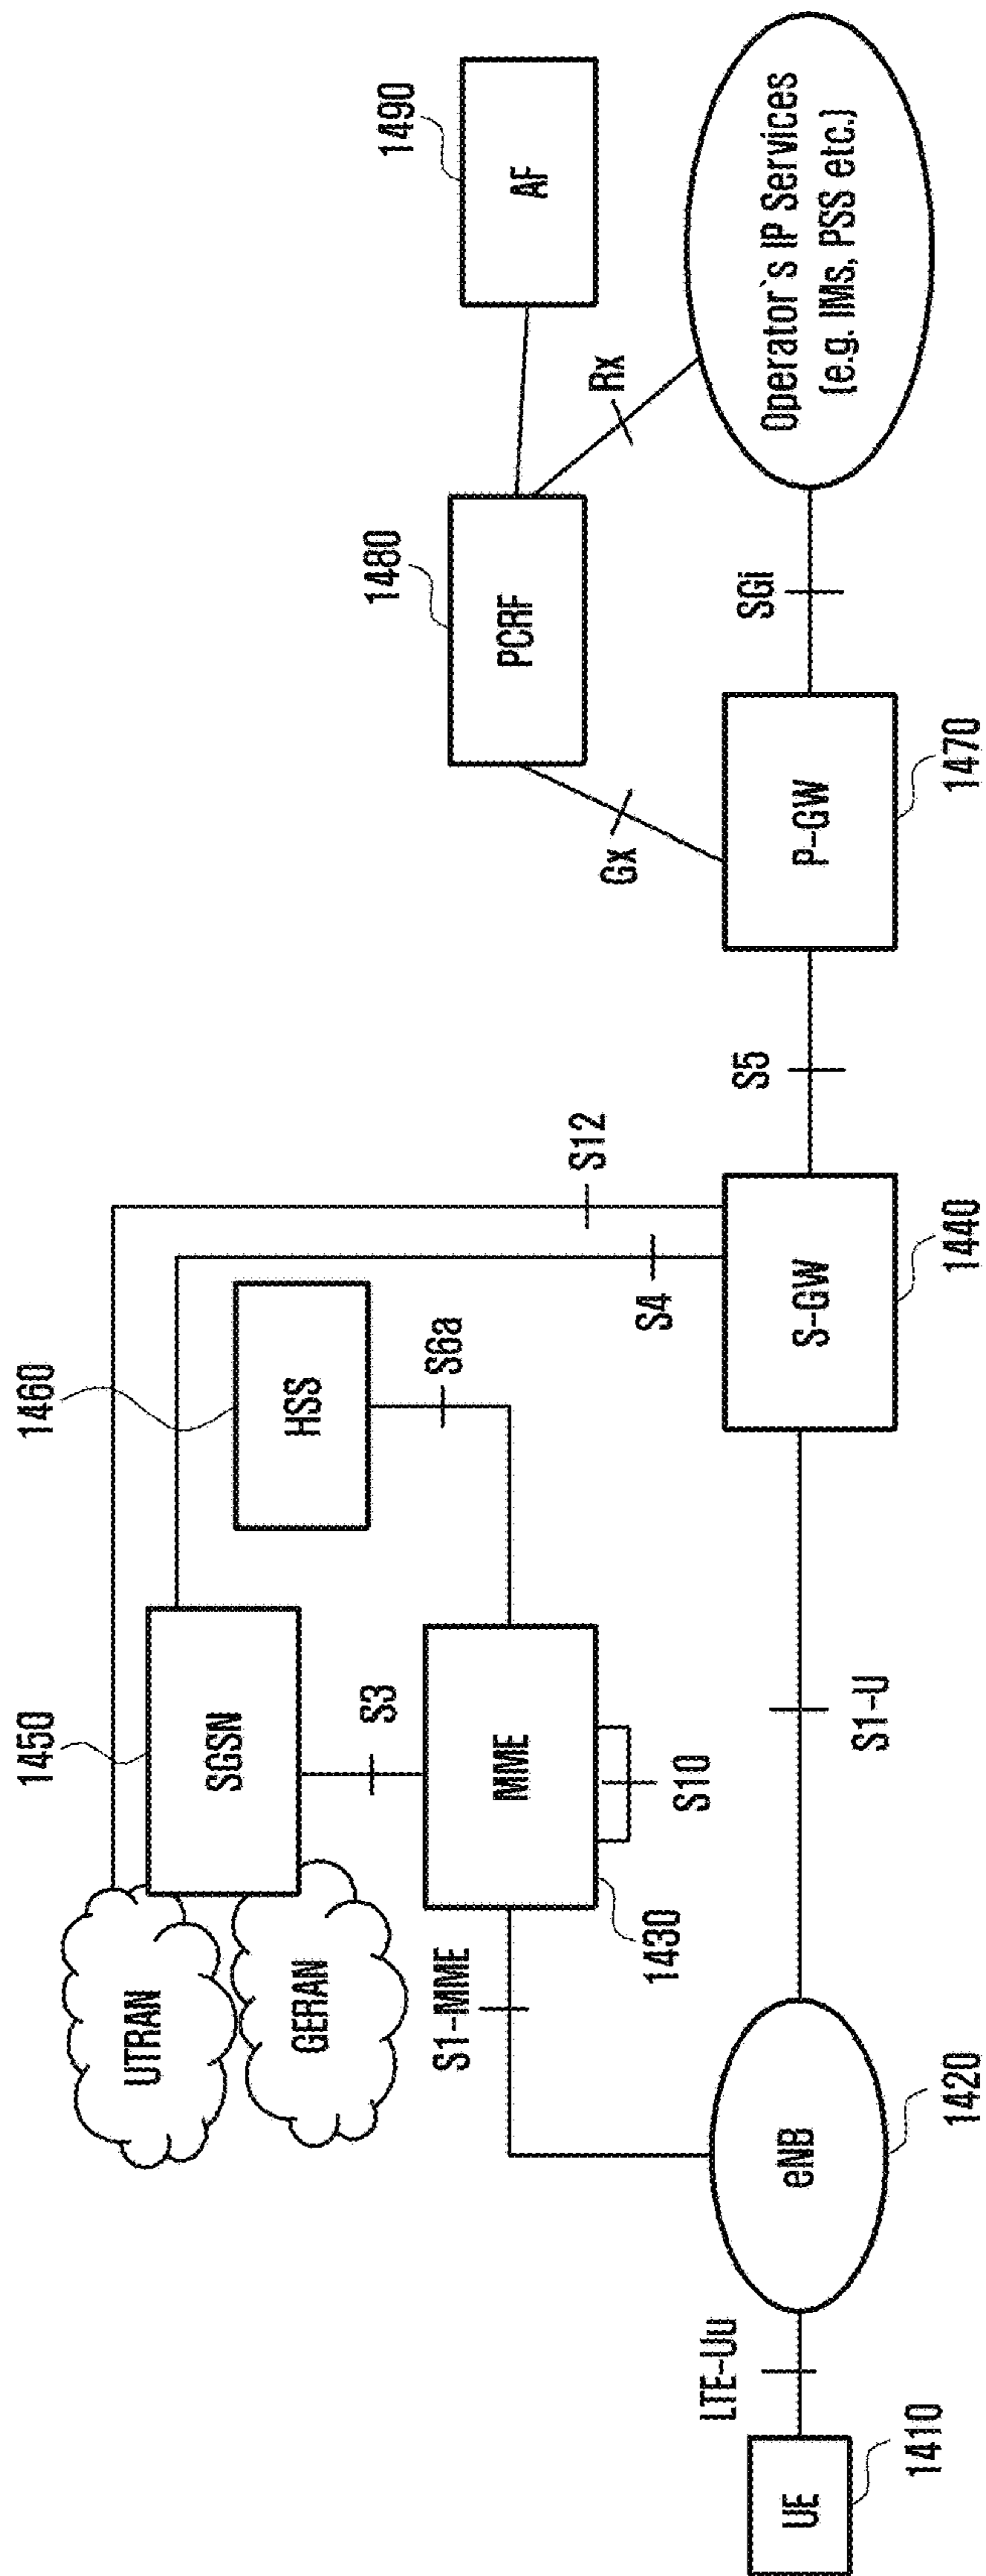 1450
1460
UTRAN
SGSN
GERAN
HSS
S3
S6a
S12
S4
S1-MME
MME
S10
1430
1480
1490
PCRF
AF
Gx
Rx
LTE-Uu
UE
1410
eNB
1420
S1-U
S-GW
1440
S5
P-GW
1470
SGi
Operator`s IP Services
(e.g. IMs, PSS etc.)